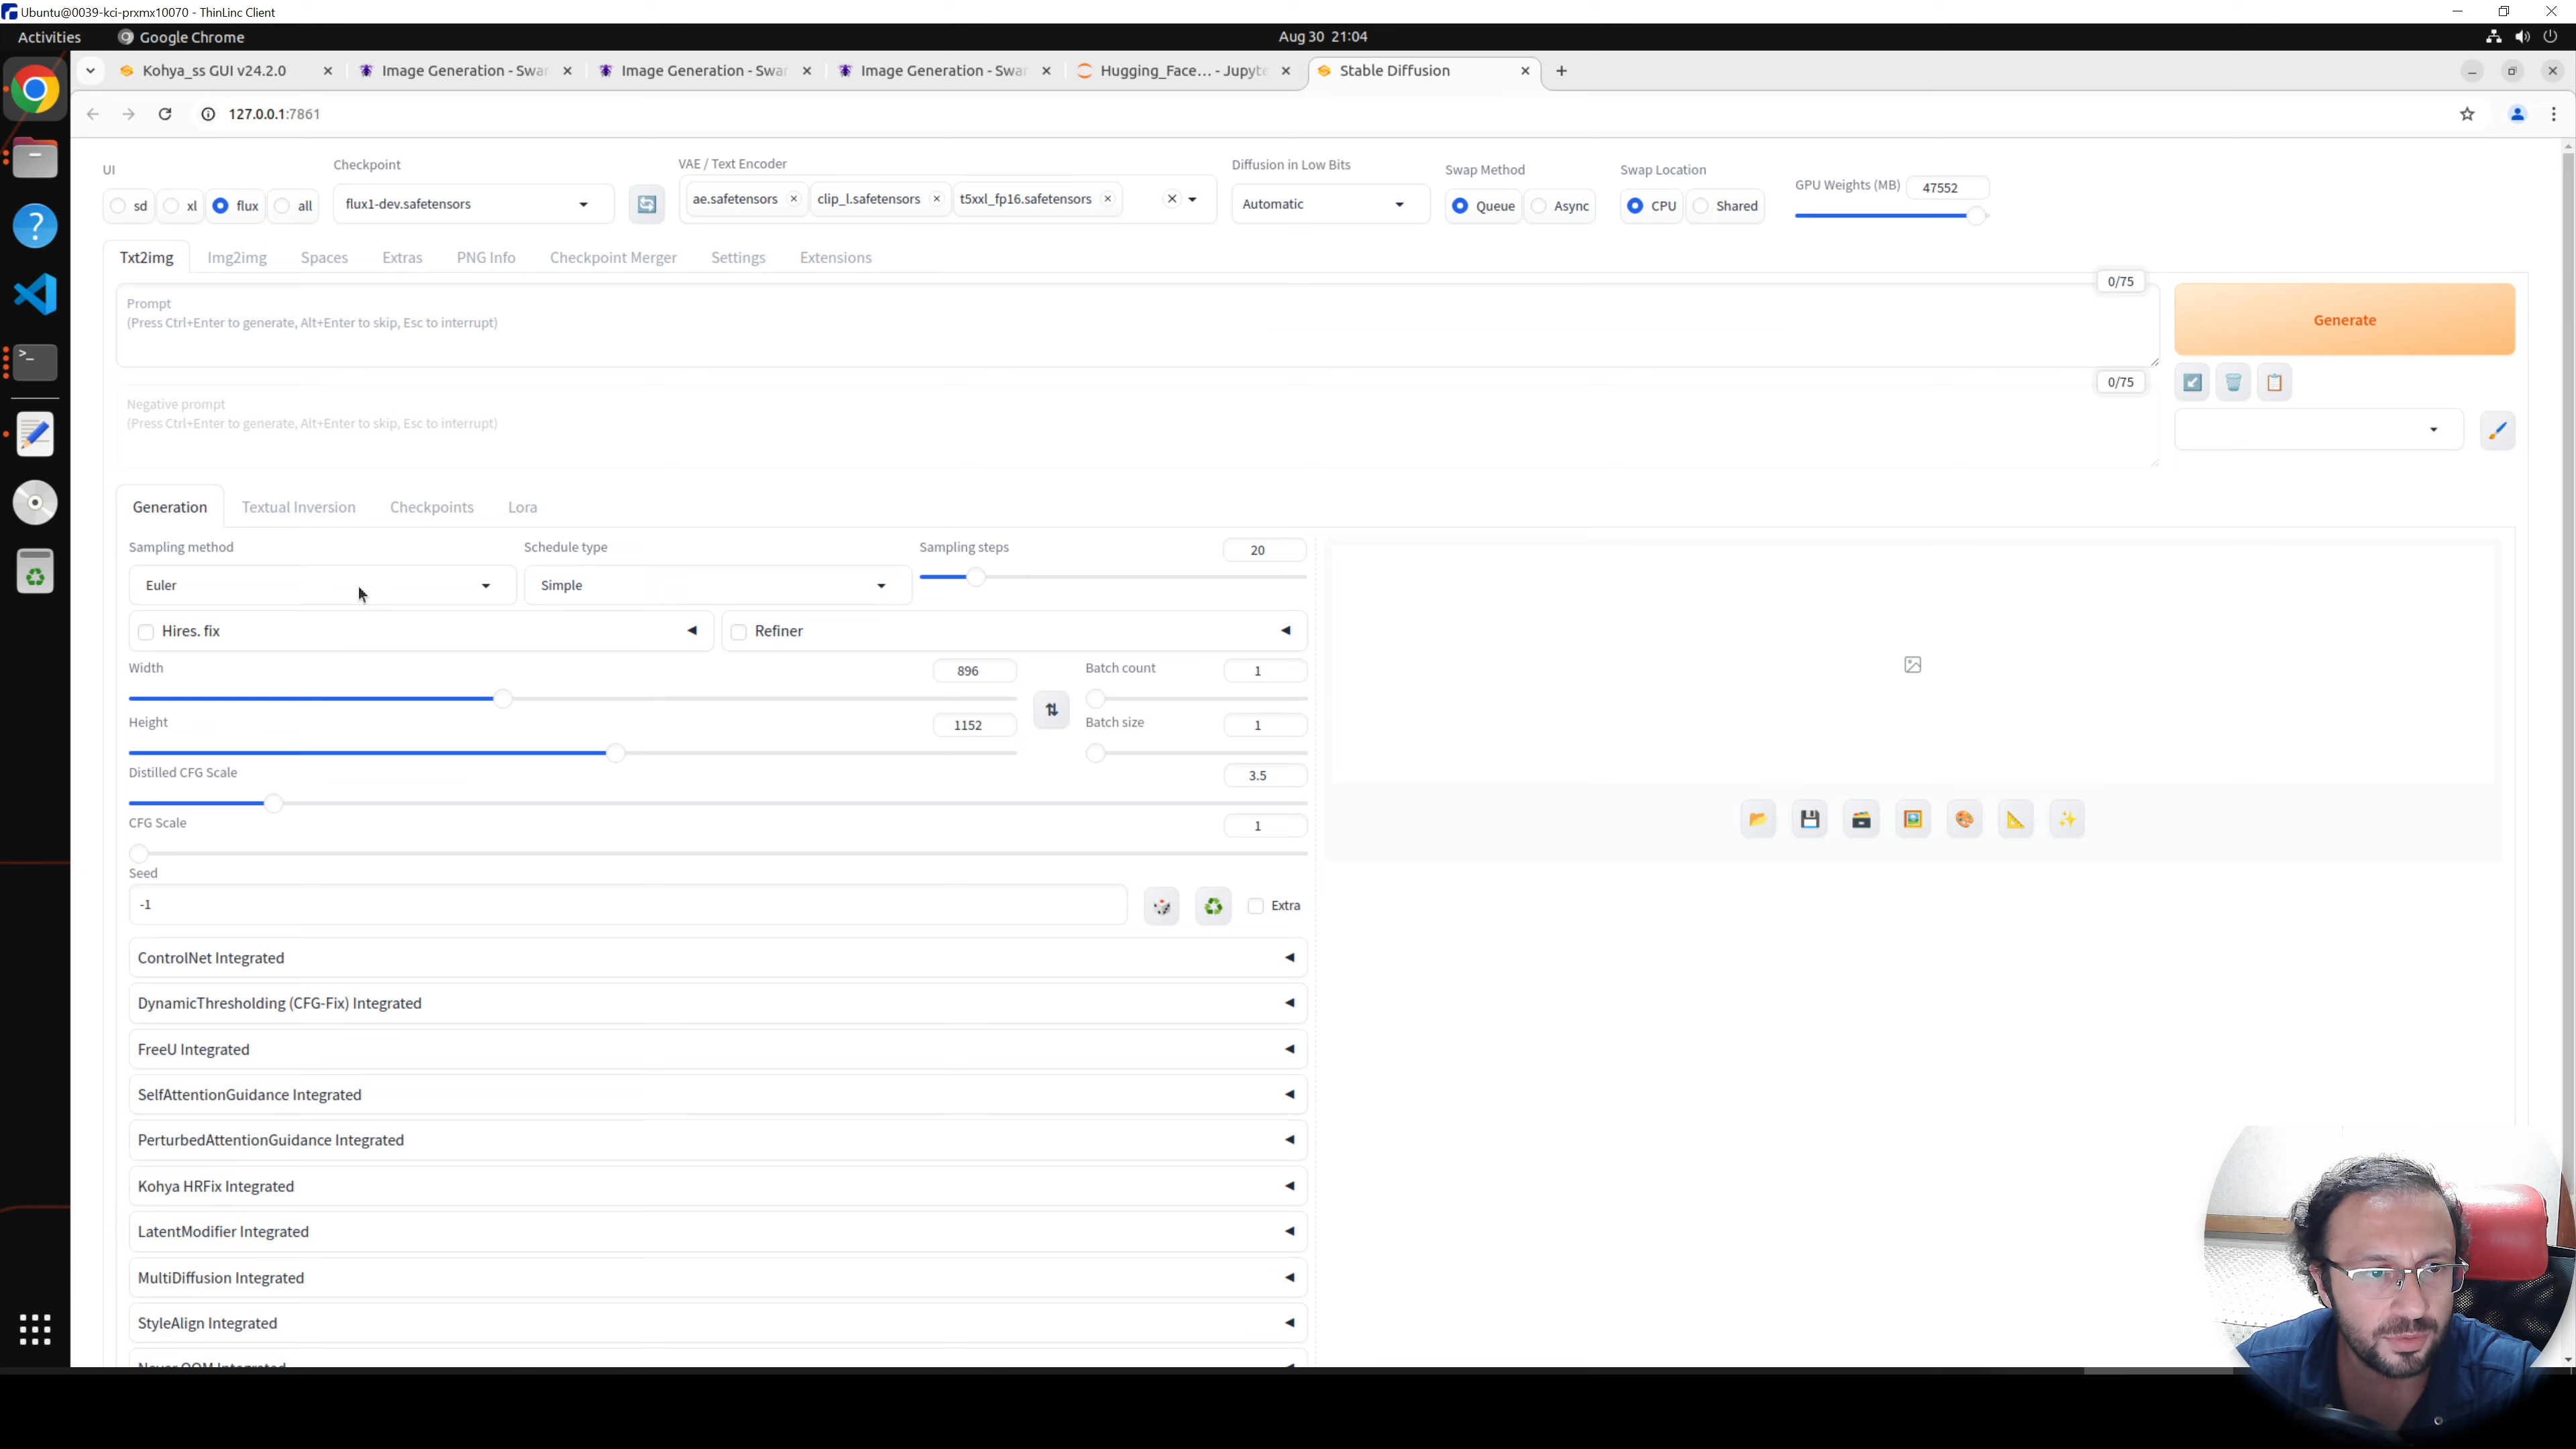 Ubuntu@0039-kci-prxmx10070 - ThinLinc Client
Activities Google Chrome Aug 30 21:04
Kohya_ss GUI v24.2.0 Image Generation - Swar Image Generation - Swar Image Generation - Swar Hugging_Face... - Jupyte Stable Diffusion
127.0.0.1:7861
UI Checkpoint VAE / Text Encoder Diffusion in Low Bits Swap Method Swap Location GPU Weights (MB) 47552
sd xl flux all flux1-dev.safetensors ae.safetensors clip_l.safetensors t5xxl_fp16.safetensors Automatic Queue Async CPU Shared
Txt2img Img2img Spaces Extras PNG Info Checkpoint Merger Settings Extensions
0/75
Prompt
(Press Ctrl+Enter to generate, Alt+Enter to skip, Esc to interrupt)
Generate
0/75
Negative prompt
(Press Ctrl+Enter to generate, Alt+Enter to skip, Esc to interrupt)
Generation Textual Inversion Checkpoints Lora
Sampling method Schedule type Sampling steps 20
Euler Simple
Hires. fix Refiner
Width 896 Batch count 1
Height 1152 Batch size 1
Distilled CFG Scale 3.5
CFG Scale 1
Seed
-1 Extra
ControlNet Integrated
DynamicThresholding (CFG-Fix) Integrated
FreeU Integrated
SelfAttentionGuidance Integrated
PerturbedAttentionGuidance Integrated
Kohya HRFix Integrated
LatentModifier Integrated
MultiDiffusion Integrated
StyleAlign Integrated
Never OOM Integrated